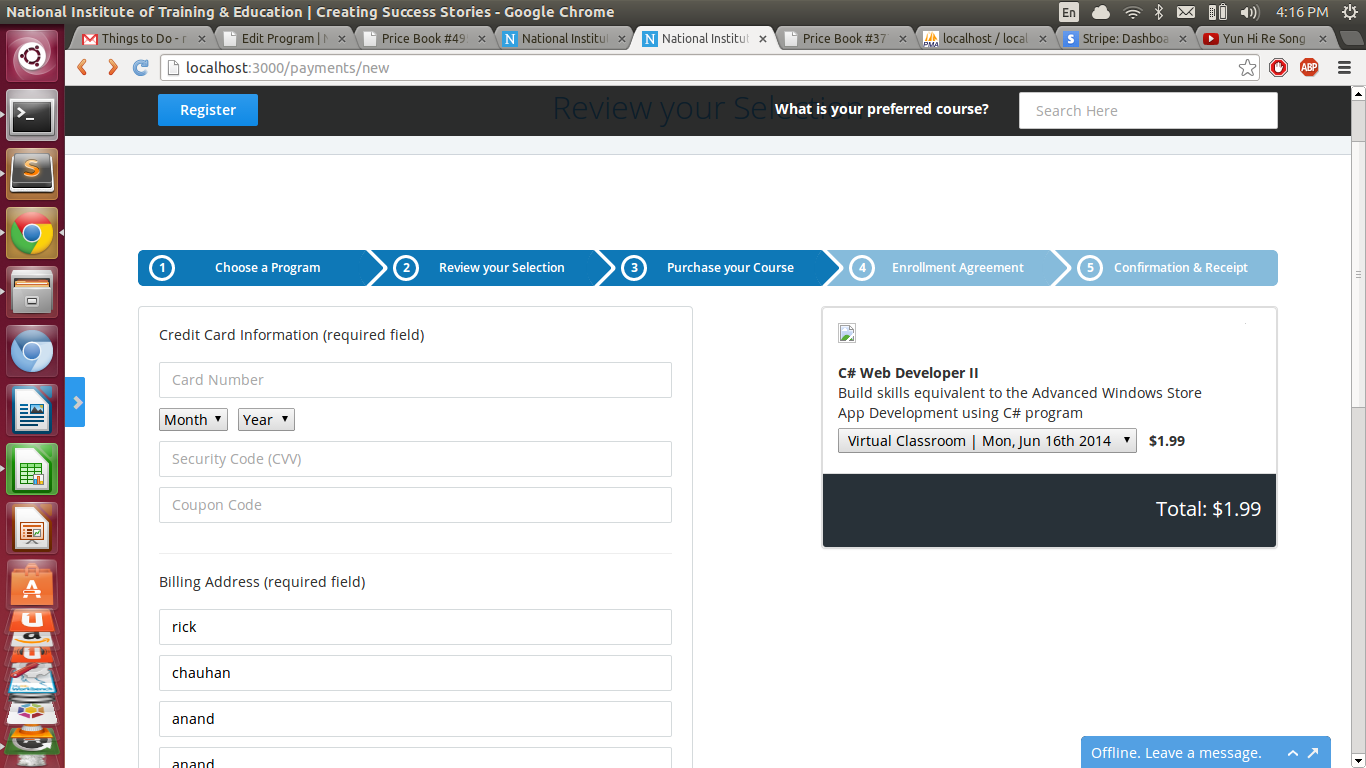 National Institute of Training & Education | Creating Success Stories - Google Chrome
En
4:16 PM
Things to Do - r
Edit Program | N
Price Book #49
National Institut
National Institut
Price Book #37
localhost / local
Stripe: Dashboa
Yun Hi Re Song
localhost:3000/payments/new
ABP
Register
Review your Selection
What is your preferred course?
Search Here
1 Choose a Program
2 Review your Selection
3 Purchase your Course
4 Enrollment Agreement
5 Confirmation & Receipt
Credit Card Information (required field)
Card Number
Month
Year
Security Code (CVV)
Coupon Code
Billing Address (required field)
rick
chauhan
anand
anand
C# Web Developer II
Build skills equivalent to the Advanced Windows Store
App Development using C# program
Virtual Classroom | Mon, Jun 16th 2014
$1.99
Total: $1.99
Offline. Leave a message.